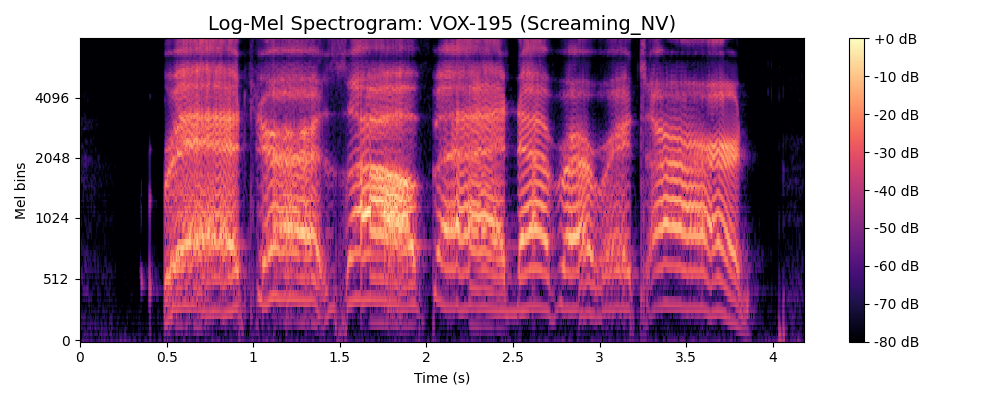 Log-Mel Spectrogram: VOX-195 (Screaming_NV)
Mel bins
4096
2048
1024
512
0
0 0.5 1 1.5 2 2.5 3 3.5 4
Time (s)
+0 dB
-10 dB
-20 dB
-30 dB
-40 dB
-50 dB
-60 dB
-70 dB
-80 dB